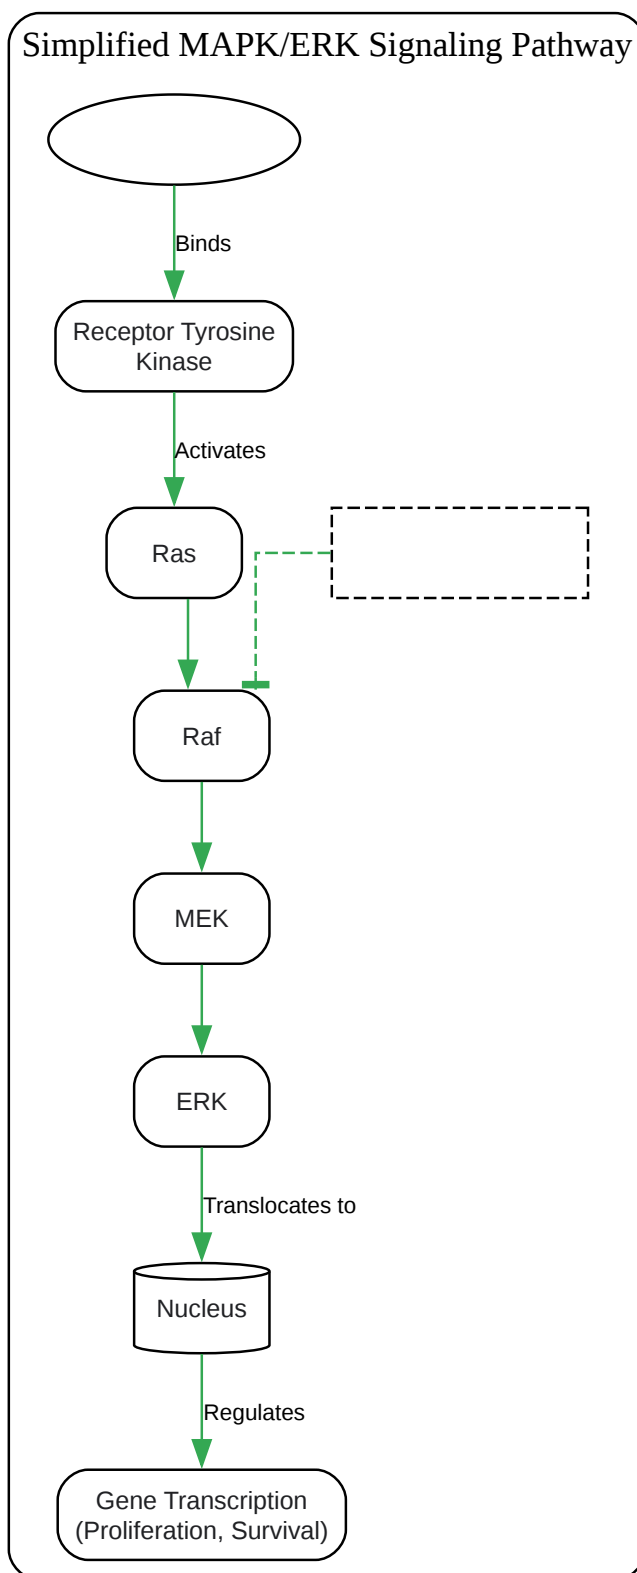 Simplified MAPK/ERK Signaling Pathway
Binds
Receptor Tyrosine
Kinase
Activates
Ras
Raf
MEK
ERK
Translocates to
Nucleus
Regulates
Gene Transcription
(Proliferation, Survival)